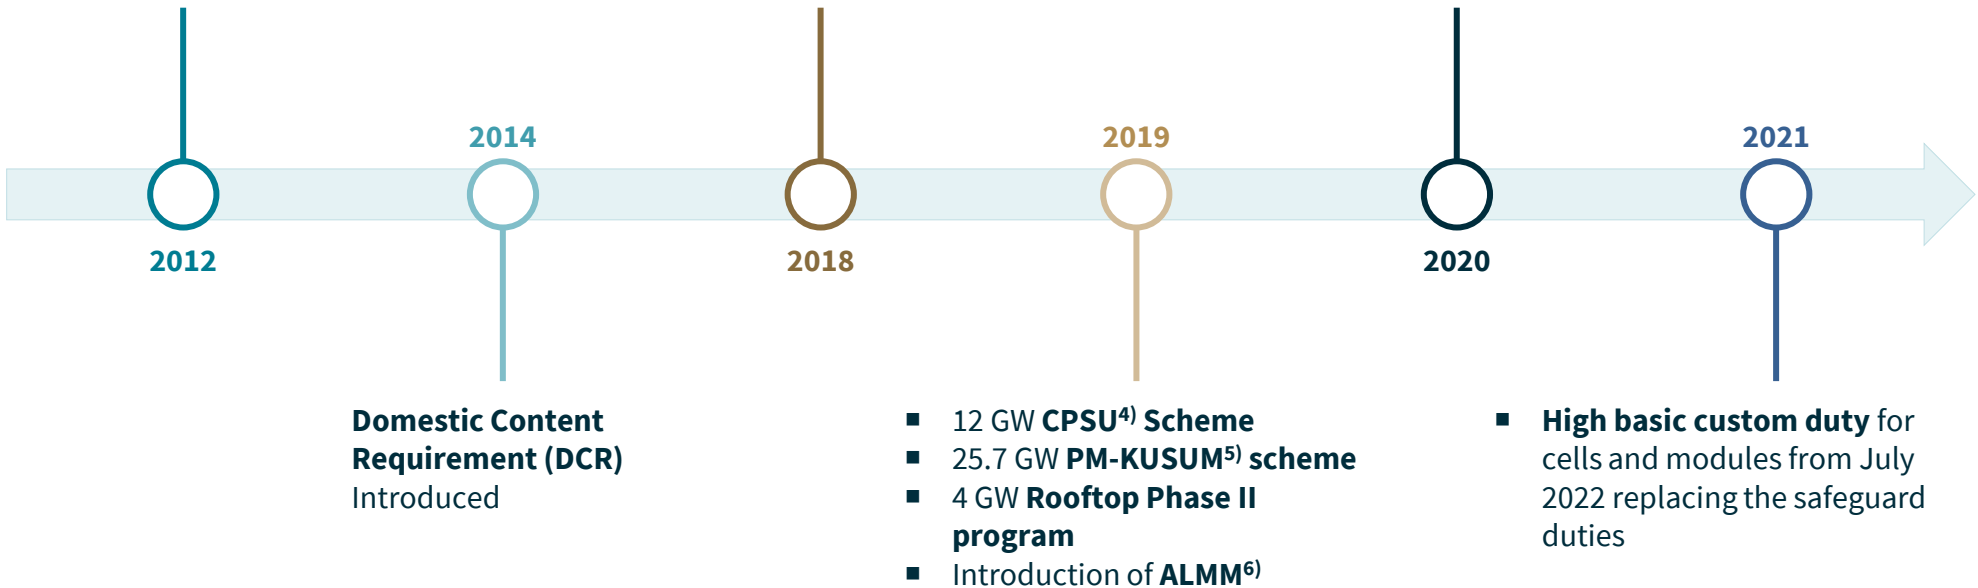 2014
2019
2021
2012
2018
2020
Domestic Content
Requirement (DCR)
Introduced
■ 12 GW CPSU4) Scheme
■ 25.7 GW PM-KUSUM5) scheme
■ 4 GW Rooftop Phase II
program
■ Introduction of ALMM6)
■ High basic custom duty for
cells and modules from July
2022 replacing the safeguard
duties